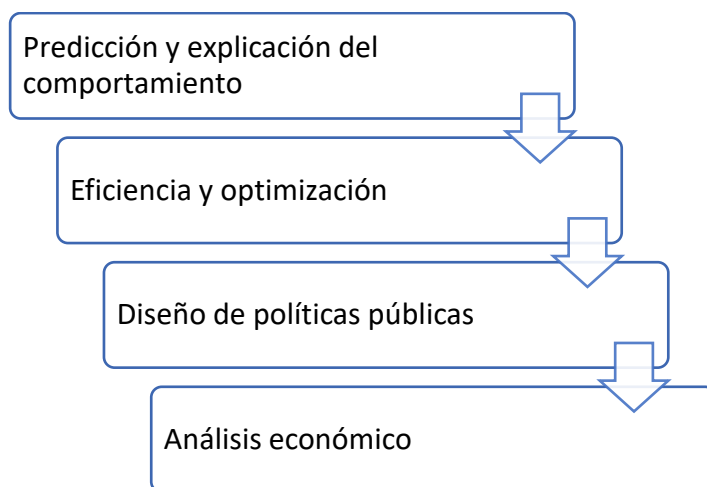 Predicción y explicación del
comportamiento
Eficiencia y optimización
Diseño de políticas públicas
Análisis económico